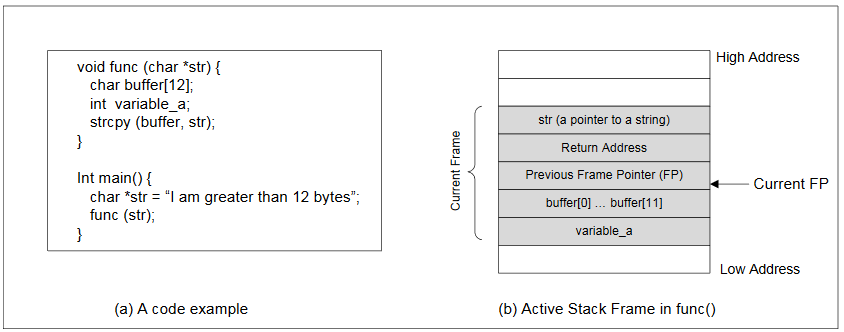 void func (char *str) {
char buffer[12];
int variable_a;
strcpy (buffer, str);
}
Int main() {
char *str = “I am greater than 12 bytes”;
func (str);
}
(a) A code example
High Address
Current Frame
str (a pointer to a string)
Return Address
Previous Frame Pointer (FP)
Current FP
buffer[0] … buffer[11]
variable_a
Low Address
(b) Active Stack Frame in func()